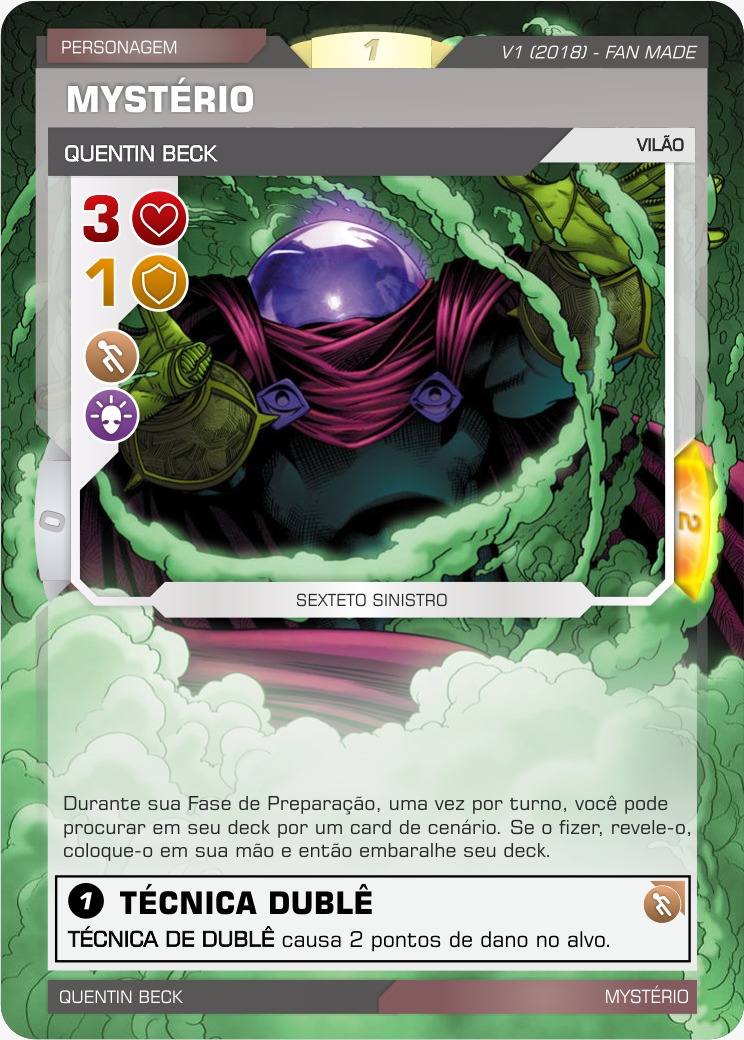 PERSONAGEM
1
V1 (2018) - FAN MADE
MYSTÉRIO
QUENTIN BECK
VILÃO
3
1
0
2
SEXTETO SINISTRO
Durante sua Fase de Preparação, uma vez por turno, você pode
procurar em seu deck por um card de cenário. Se o fizer, revele-o,
coloque-o em sua mão e então embaralhe seu deck.
1 TÉCNICA DUBLÊ
TÉCNICA DE DUBLÊ causa 2 pontos de dano no alvo.
QUENTIN BECK
MYSTÉRIO